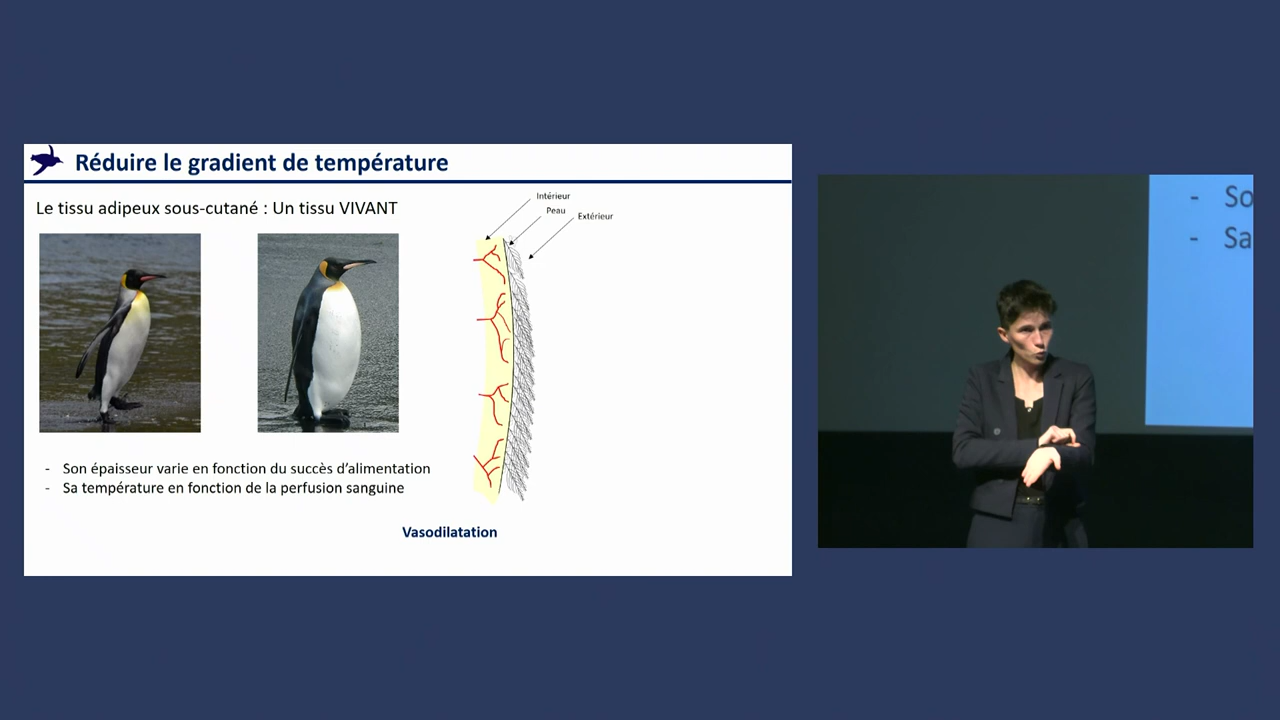 Réduire le gradient de température
Le tissu adipeux sous-cutané : Un tissu VIVANT
Intérieur
Peau
Extérieur
- Son épaisseur varie en fonction du succès d’alimentation
- Sa température en fonction de la perfusion sanguine
Vasodilatation
- So
- Sa